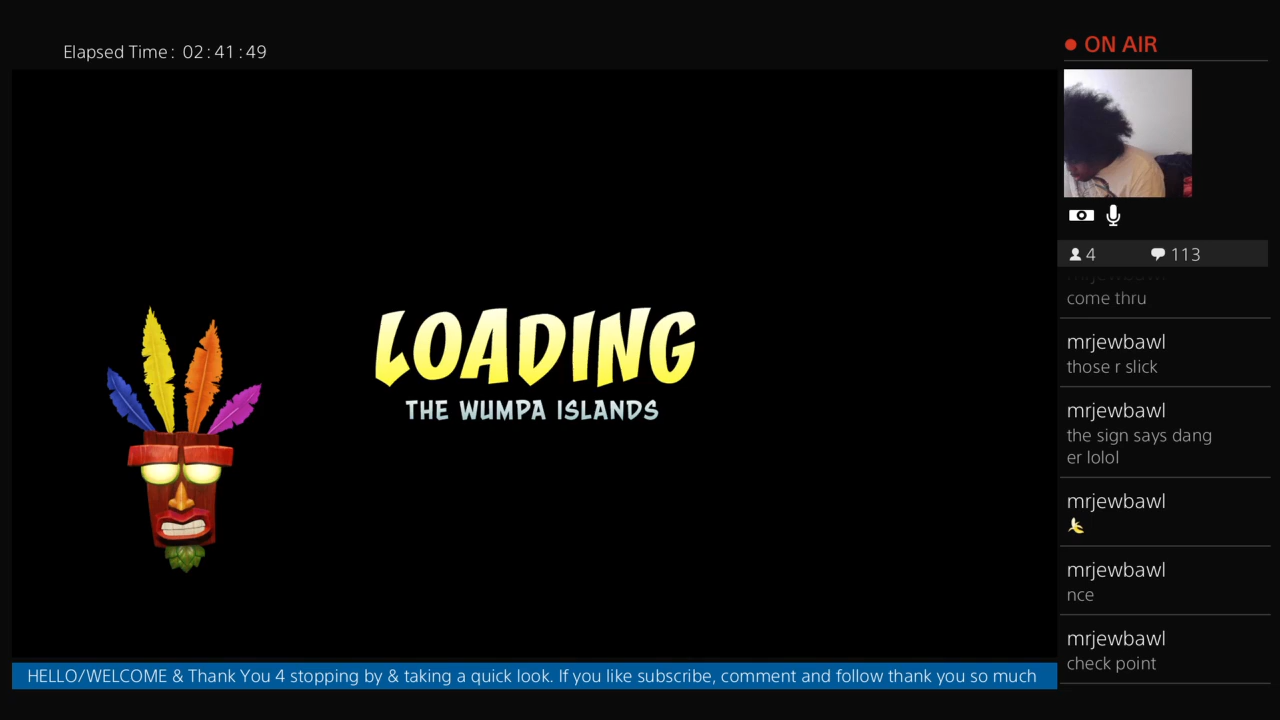 Elapsed Time: 02:41:49
ON AIR
4
113
come thru
mrjewbawl
those r slick
mrjewbawl
the sign says dang
er lolol
mrjewbawl
mrjewbawl
nce
mrjewbawl
check point
LOADING
THE WUMPA ISLANDS
HELLO/WELCOME & Thank You 4 stopping by & taking a quick look. If you like subscribe, comment and follow thank you so much